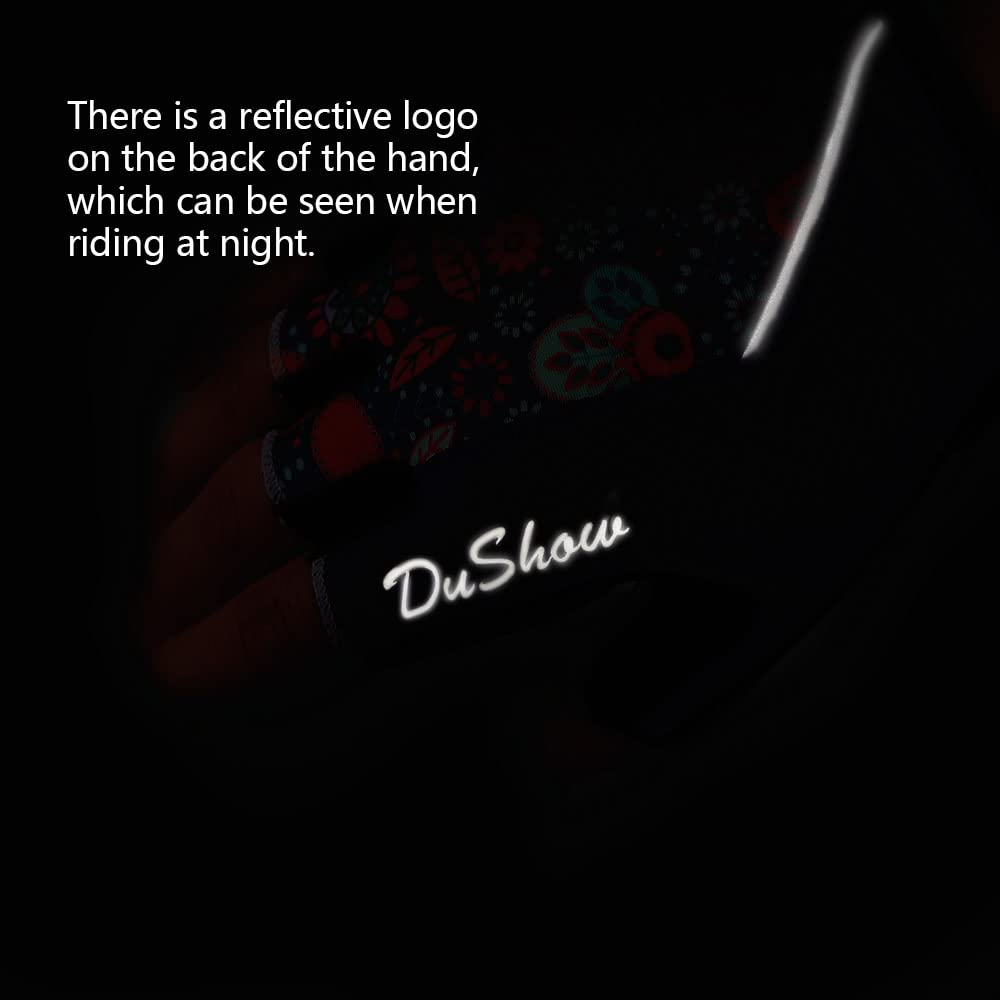 There is a reflective logo
on the back of the hand,
which can be seen when
riding at night.
DuShow